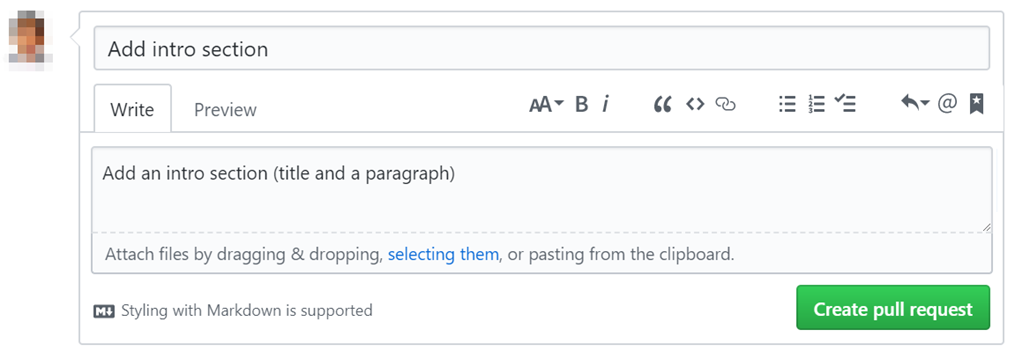 Add intro section
Write Preview AA B i @
Add an intro section (title and a paragraph)
Attach files by dragging & dropping, selecting them, or pasting from the clipboard.
M Styling with Markdown is supported Create pull request